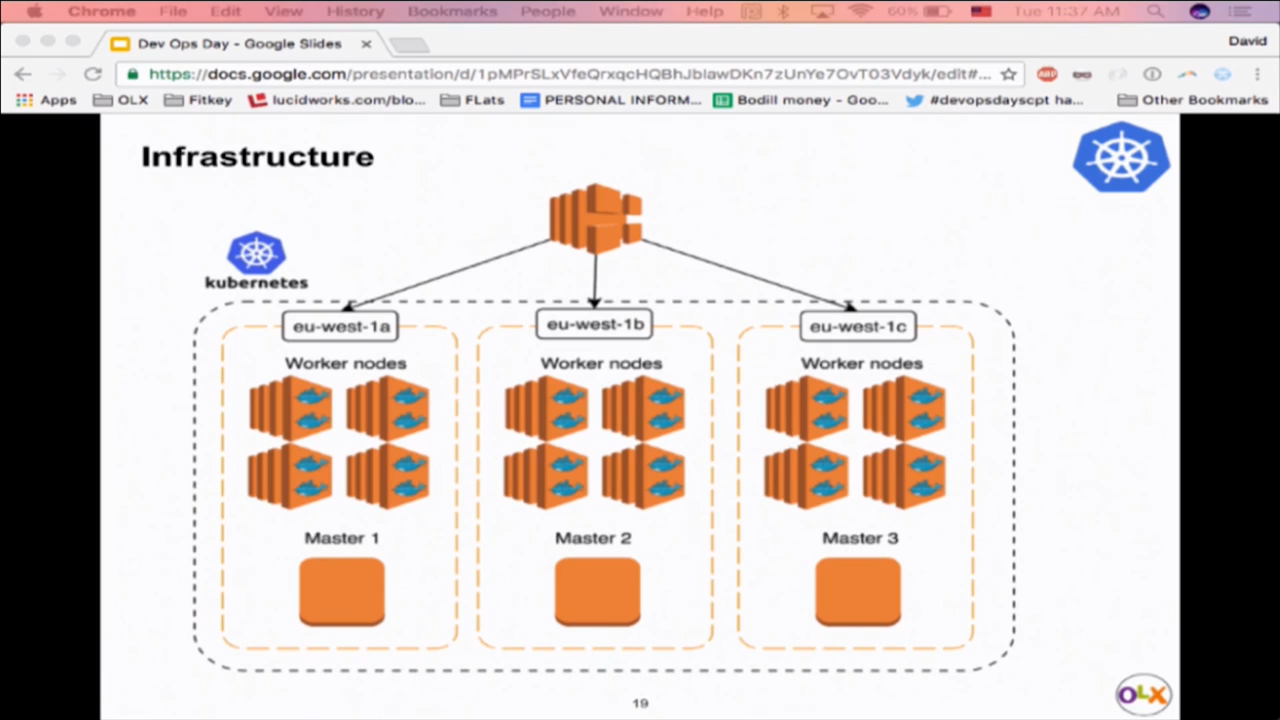 Chrome File Edit View History Bookmarks People Window Help 60% Tue 11:37 AM
Dev Ops Day - Google Slides
David
https://docs.google.com/presentation/d/1pMPrSLxVfeQrxqcHQBhJblawDKn7zUnYe7OvT03Vdyk/edit#...
Apps OLX Fitkey lucidworks.com/blo... FLats PERSONAL INFORM... Bodill money - Goo... #devopsdayscpt ha... Other Bookmarks
Infrastructure
kubernetes
eu-west-1a eu-west-1b eu-west-1c
Worker nodes Worker nodes Worker nodes
Master 1 Master 2 Master 3
19
OLX